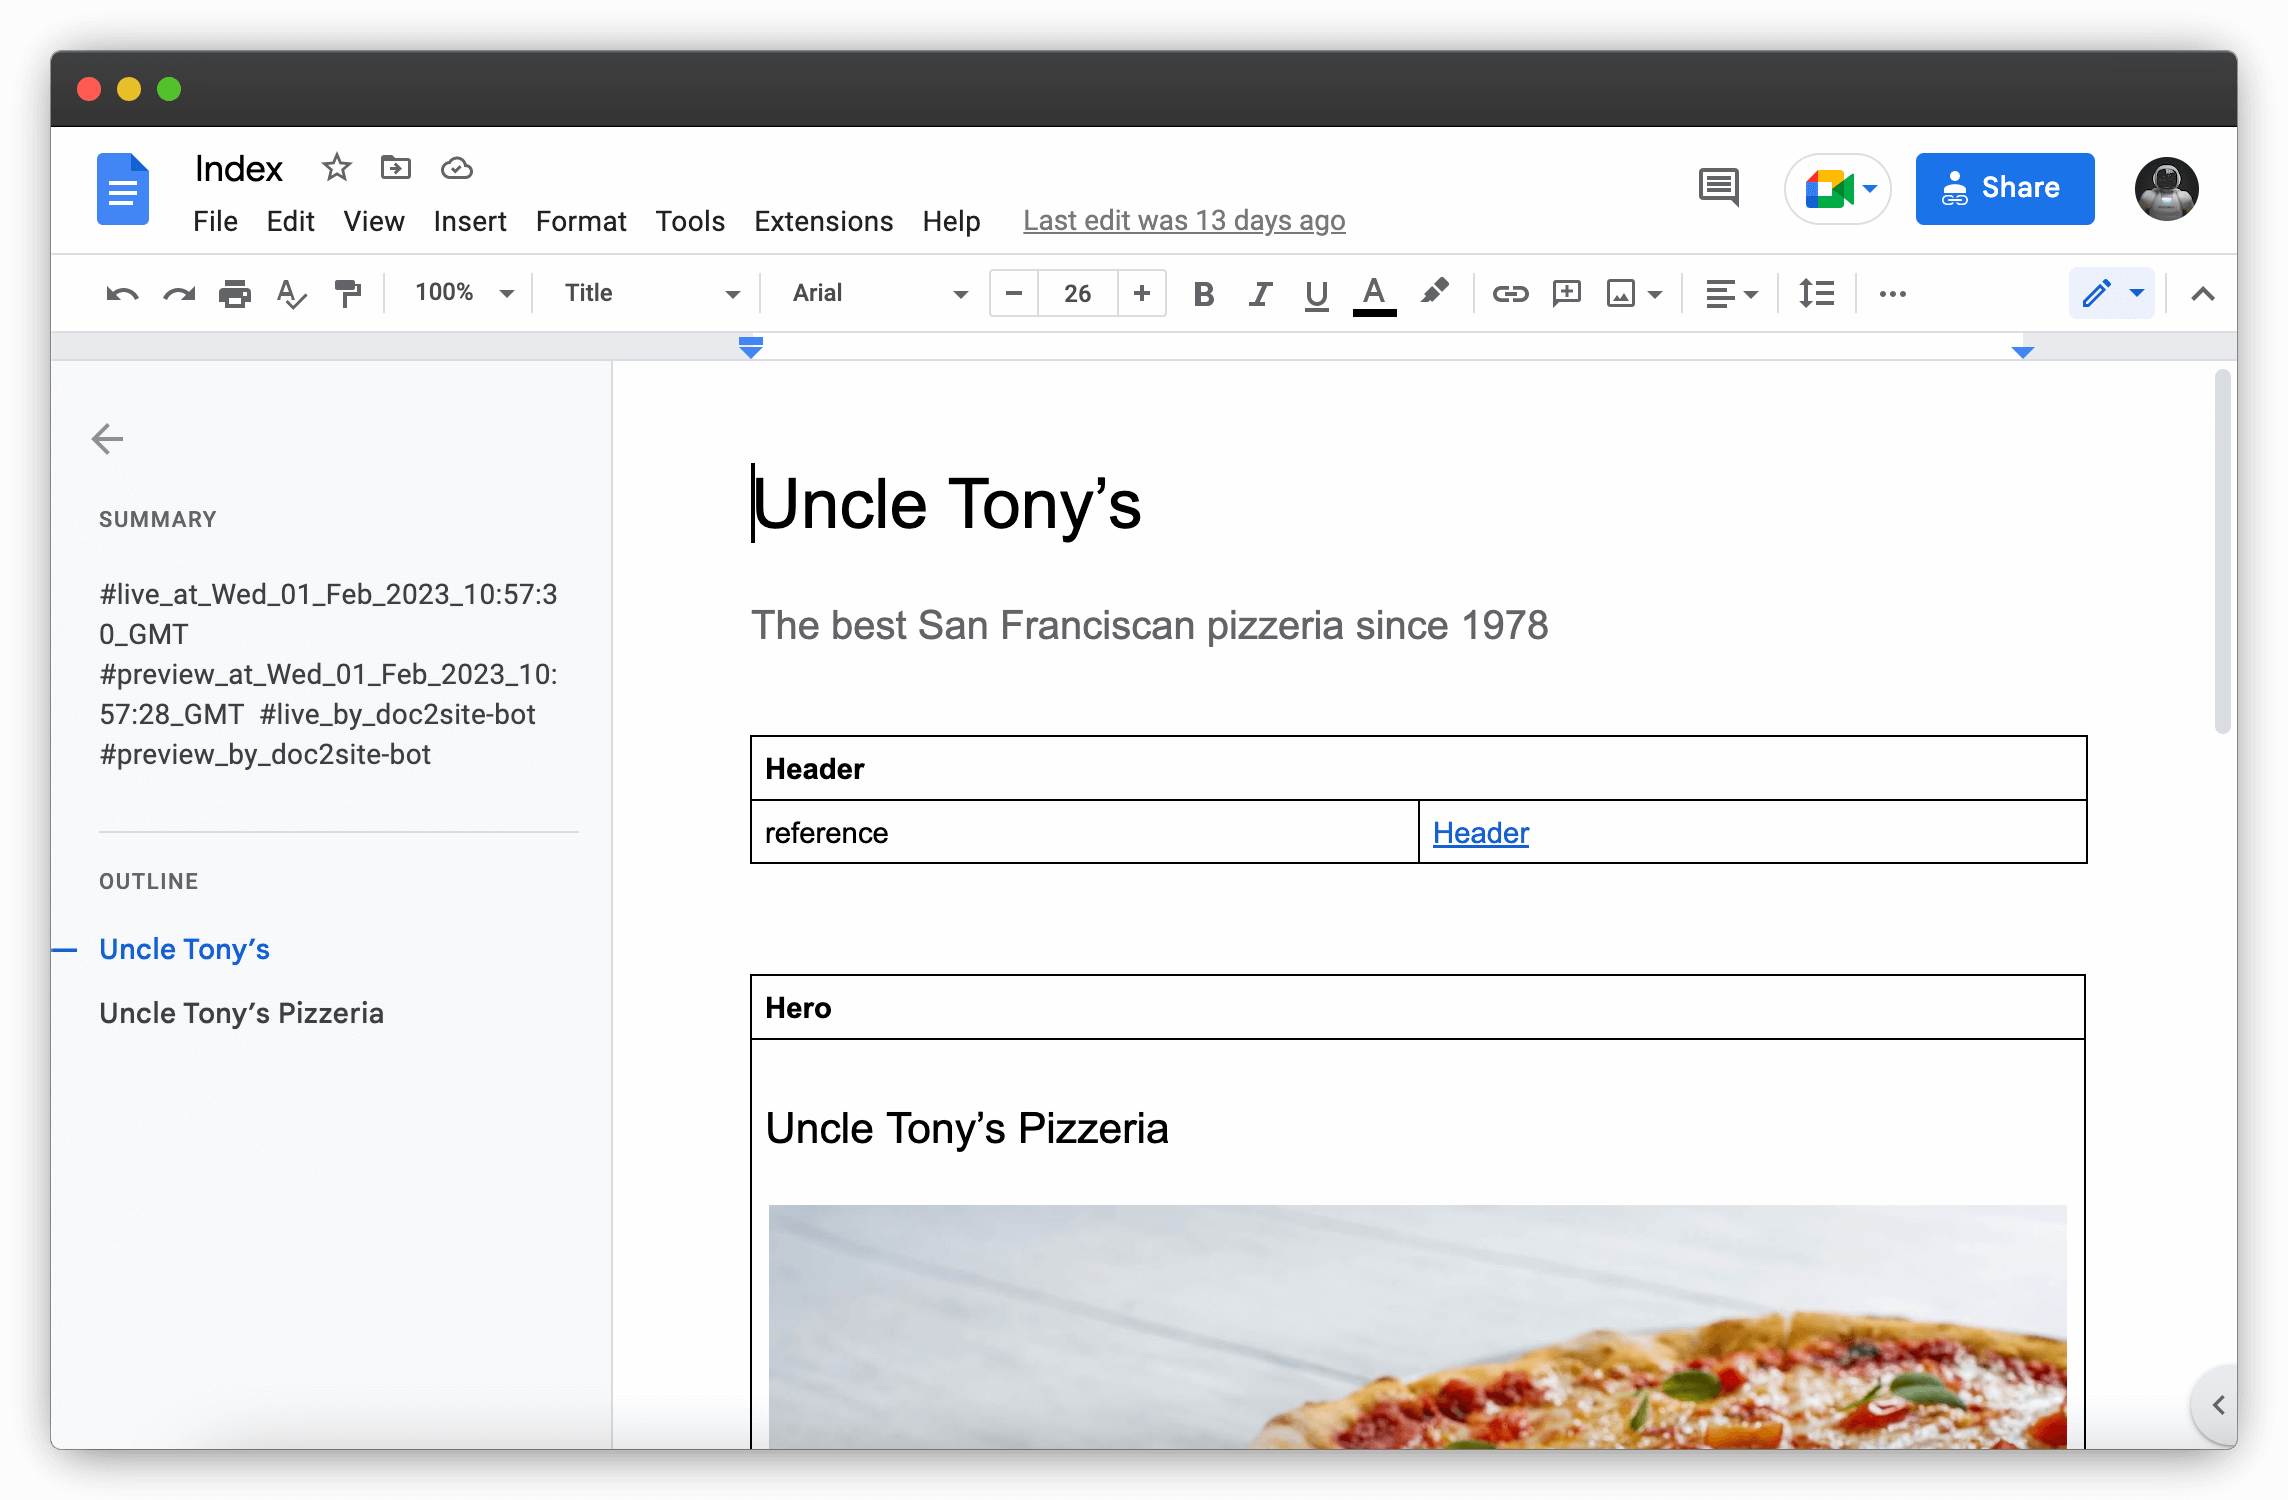 Index
File Edit View Insert Format Tools Extensions Help Last edit was 13 days ago
Share
100% Title Arial 26 B I U A
SUMMARY
#live_at_Wed_01_Feb_2023_10:57:3
0_GMT
#preview_at_Wed_01_Feb_2023_10:
57:28_GMT #live_by_doc2site-bot
#preview_by_doc2site-bot
OUTLINE
Uncle Tony’s
Uncle Tony’s Pizzeria
Uncle Tony’s
The best San Franciscan pizzeria since 1978
Header
reference Header
Hero
Uncle Tony’s Pizzeria